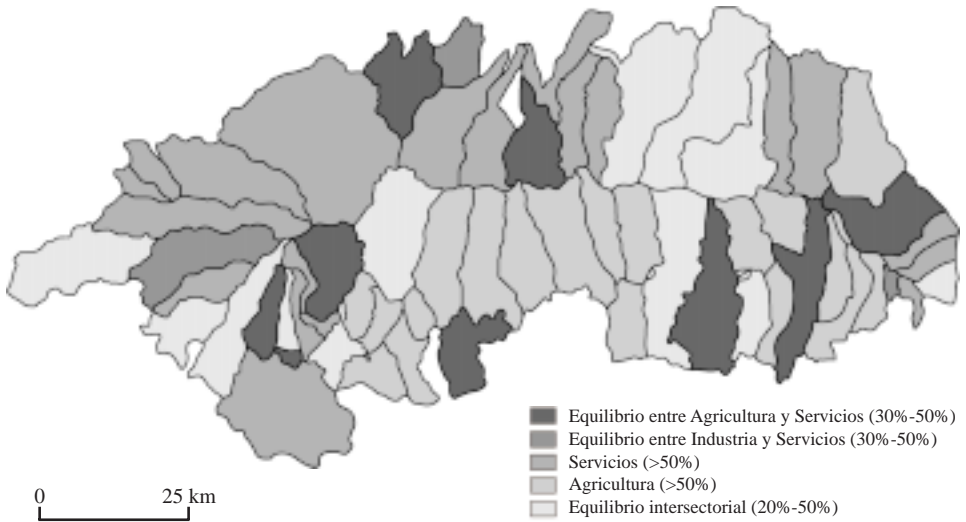 Equilibrio entre Agricultura y Servicios (30%-50%)
Equilibrio entre Industria y Servicios (30%-50%)
Servicios (>50%)
Agricultura (>50%)
Equilibrio intersectorial (20%-50%)
0 25 km